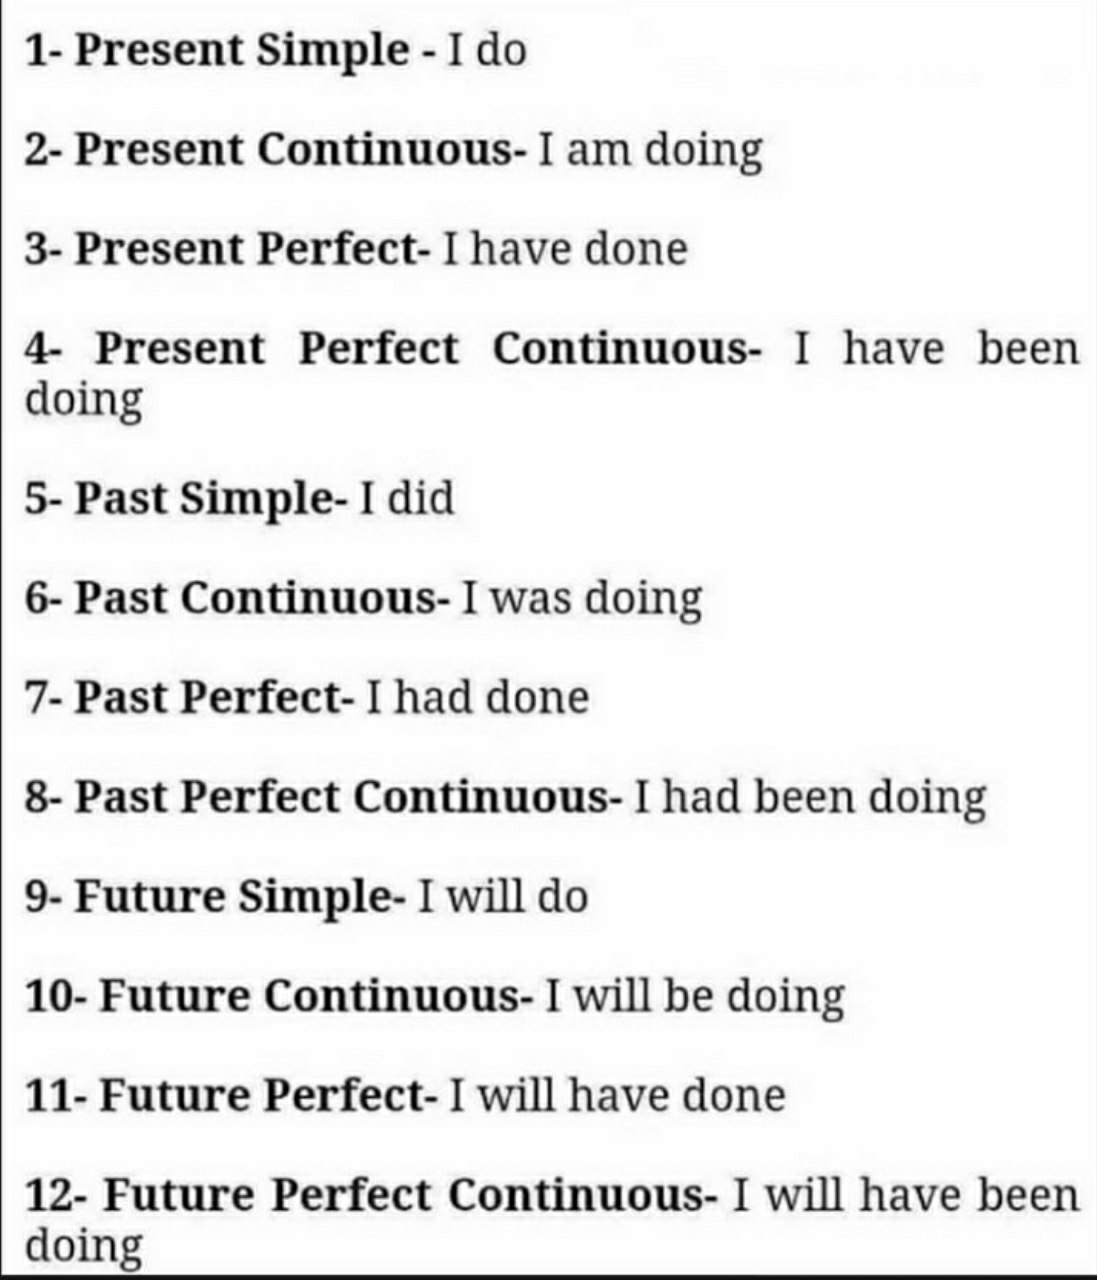 1- Present Simple - I do
2- Present Continuous- I am doing
3- Present Perfect- I have done
4- Present Perfect Continuous- I have been
doing
5- Past Simple- I did
6- Past Continuous- I was doing
7- Past Perfect- I had done
8- Past Perfect Continuous- I had been doing
9- Future Simple- I will do
10- Future Continuous- I will be doing
11- Future Perfect- I will have done
12- Future Perfect Continuous- I will have been
doing